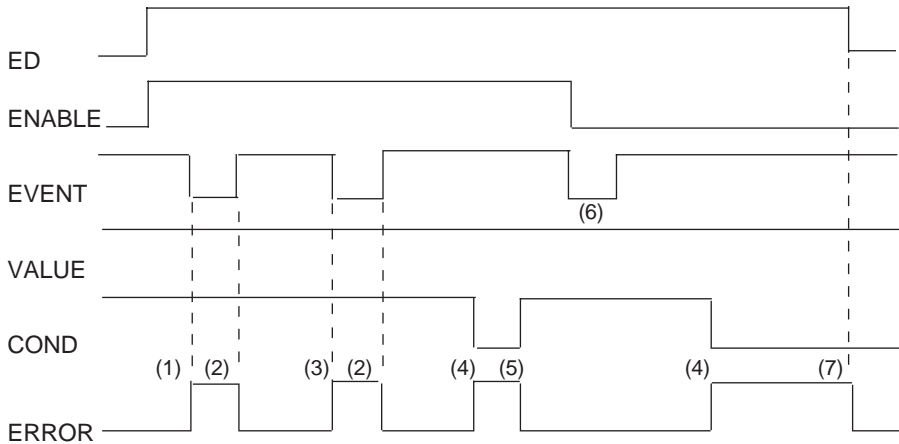 ED
ENABLE
EVENT
(6)
VALUE
COND
(1) (2) (3) (2) (4) (5) (4) (7)
ERROR